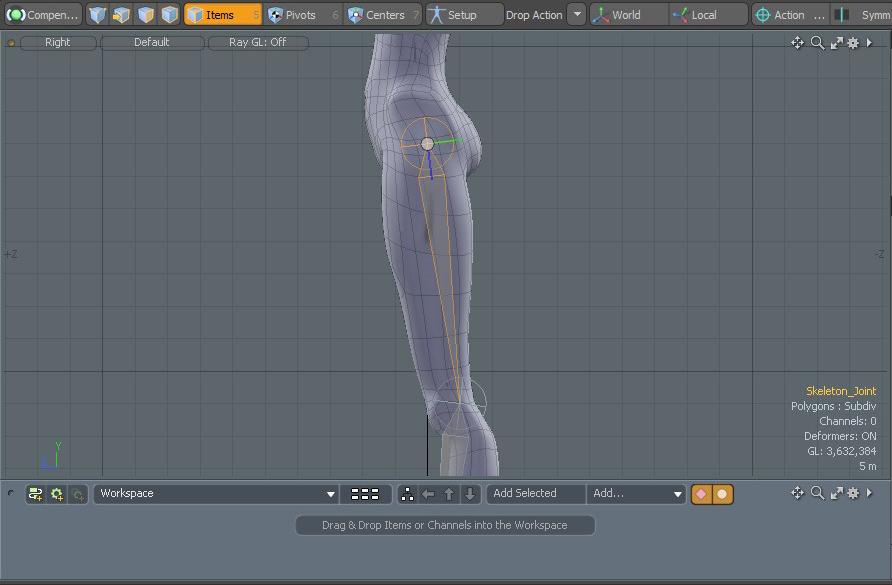 Compen... Items 5 Pivots 6 Centers 7 Setup Drop Action World Local Action ... Symm
Right Default Ray GL: Off
+Z -Z
Skeleton_Joint
Polygons : Subdiv
Channels: 0
Deformers: ON
GL: 3,632,384
5 m
Y
Workspace Add Selected Add...
Drag & Drop Items or Channels into the Workspace